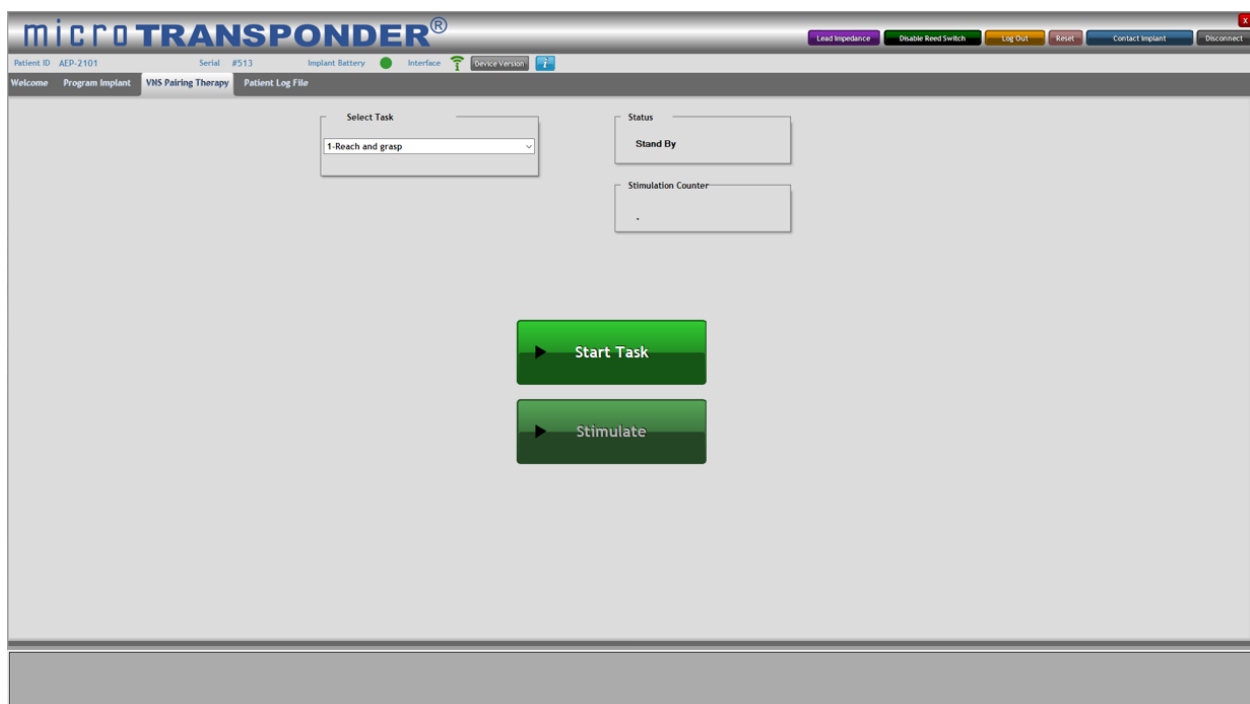 microTRANSPONDER®
X
Lead Impedance Disable Reed Switch Log Out Reset Contact Implant Disconnect
Patient ID AEP-2101 Serial #513 Implant Battery Interface Device Version ?
Welcome Program Implant VNS Pairing Therapy Patient Log File
Select Task
1-Reach and grasp
Status
Stand By
Stimulation Counter
-
Start Task
Stimulate